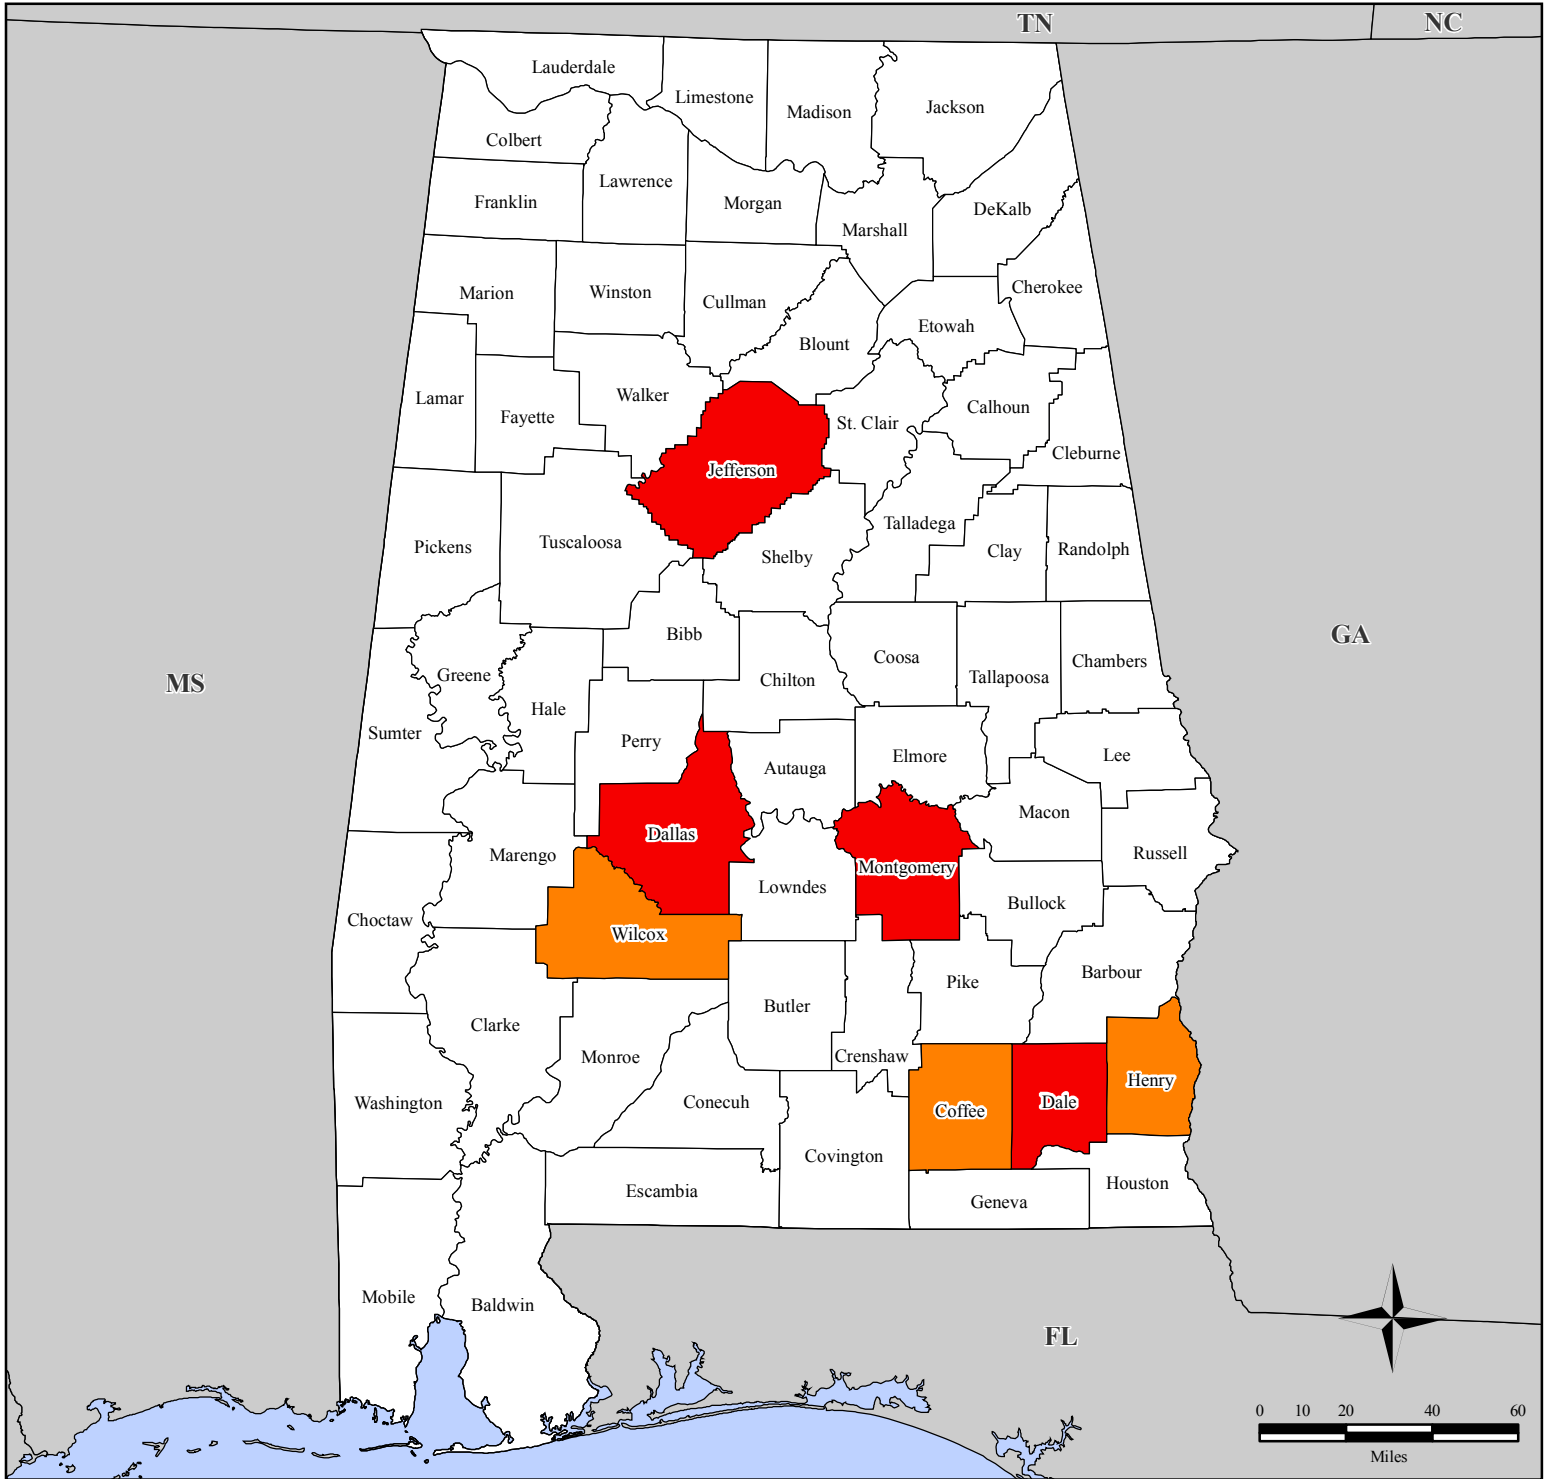 TN
NC
Lauderdale
Limestone
Madison
Jackson
Colbert
Lawrence
Franklin
Morgan
DeKalb
Marshall
Marion
Winston
Cullman
Cherokee
Etowah
Blount
Lamar
Walker
Fayette
Calhoun
St. Clair
Cleburne
Jefferson
Talladega
Pickens
Tuscaloosa
Shelby
Clay
Randolph
Bibb
GA
Coosa
Chambers
Greene
Tallapoosa
Chilton
MS
Hale
Sumter
Perry
Elmore
Lee
Autauga
Macon
Dallas
Marengo
Russell
Montgomery
Lowndes
Bullock
Choctaw
Wilcox
Barbour
Pike
Butler
Clarke
Monroe
Crenshaw
Henry
Washington
Conecuh
Coffee
Dale
Covington
Houston
Escambia
Geneva
Mobile
Baldwin
FL
0 10 20 40 60
Miles